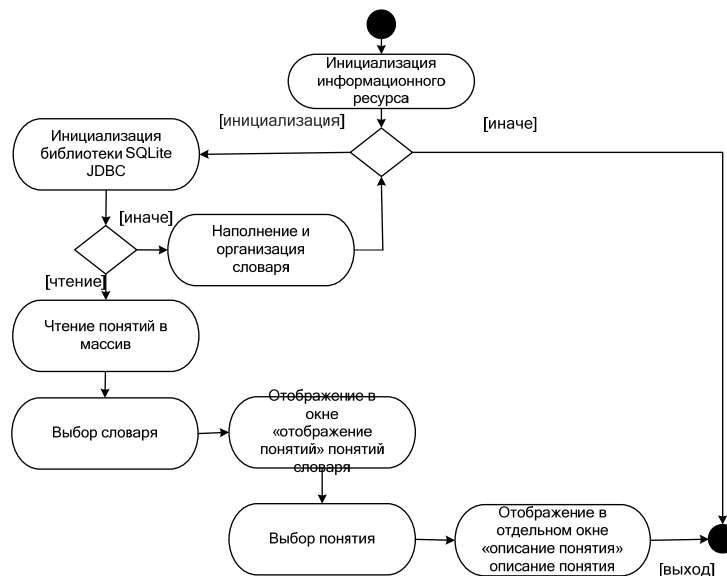 Инициализация
информационного
ресурса
[инициализация]
[иначе]
Инициализация
библиотеки SQLite
JDBC
[иначе]
Наполнение и
организация
словаря
[чтение]
Чтение понятий в
массив
Выбор словаря
Отображение в
окне
«отображение
понятий» понятий
словаря
Выбор понятия
Отображение в
отдельном окне
«описание понятия»
описание понятия
[выход]